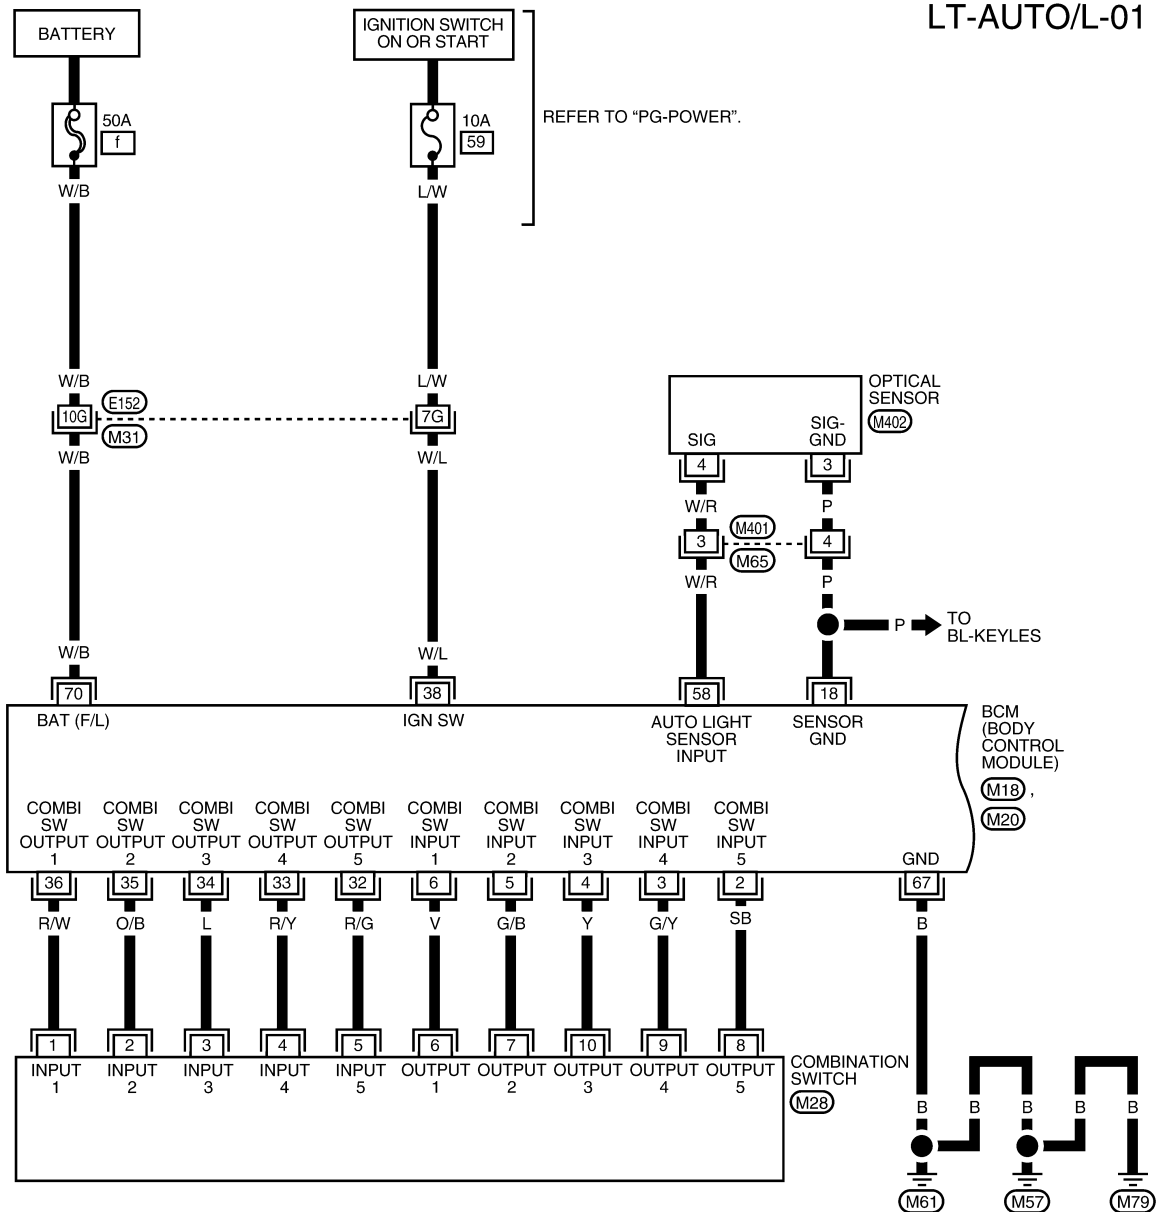 LT-AUTO/L-01
BATTERY
IGNITION SWITCH
ON OR START
REFER TO “PG-POWER”.
50A
f
10A
59
W/B
L/W
W/B
L/W
10G
E152
M31
7G
W/B
W/L
OPTICAL
SENSOR
M402
SIG
SIG-
GND
4
3
W/R
P
3
M401
M65
4
W/R
P
P
TO
BL-KEYLES
W/B
W/L
70
38
58
18
BAT (F/L)
IGN SW
AUTO LIGHT
SENSOR
INPUT
SENSOR
GND
BCM
(BODY
CONTROL
MODULE)
M18 ,
M20
COMBI
SW
OUTPUT
1
COMBI
SW
OUTPUT
2
COMBI
SW
OUTPUT
3
COMBI
SW
OUTPUT
4
COMBI
SW
OUTPUT
5
COMBI
SW
INPUT
1
COMBI
SW
INPUT
2
COMBI
SW
INPUT
3
COMBI
SW
INPUT
4
COMBI
SW
INPUT
5
GND
36
35
34
33
32
6
5
4
3
2
67
R/W
O/B
L
R/Y
R/G
V
G/B
Y
G/Y
SB
B
1
2
3
4
5
6
7
10
9
8
INPUT
1
INPUT
2
INPUT
3
INPUT
4
INPUT
5
OUTPUT
1
OUTPUT
2
OUTPUT
3
OUTPUT
4
OUTPUT
5
COMBINATION
SWITCH
M28
B
B
B
B
B
M61
M57
M79